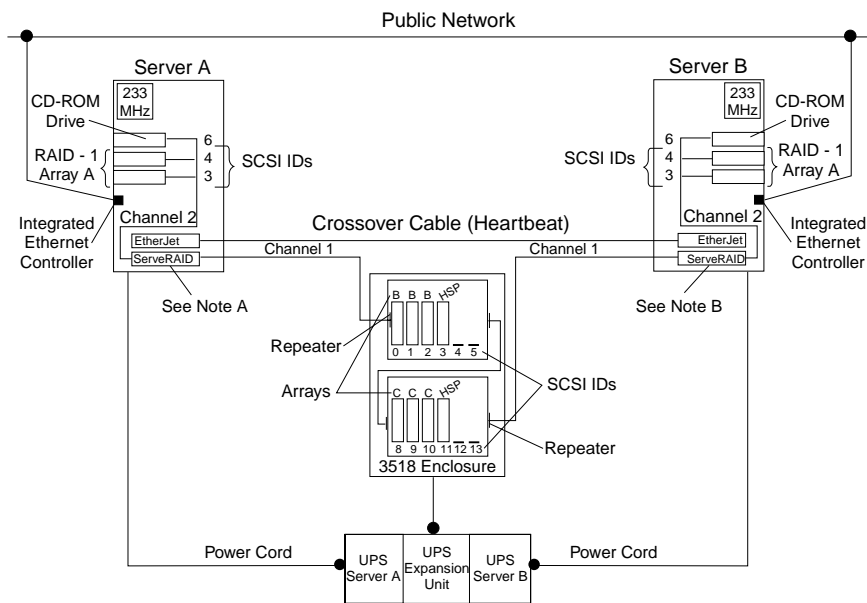 Public Network
Server A
Server B
233
MHz
233
MHz
CD-ROM
Drive
CD-ROM
Drive
6
4
3
SCSI IDs
SCSI IDs
6
4
3
RAID - 1
Array A
RAID - 1
Array A
Channel 2
Channel 2
Integrated
Ethernet
Controller
Integrated
Ethernet
Controller
Crossover Cable (Heartbeat)
EtherJet
EtherJet
Channel 1
Channel 1
ServeRAID
ServeRAID
See Note A
See Note B
B B B HSP
Repeater
0 1 2 3 4 5
Arrays
SCSI IDs
C C C HSP
8 9 10 11 12 13
Repeater
3518 Enclosure
Power Cord
Power Cord
UPS
Server A
UPS
Expansion
Unit
UPS
Server B